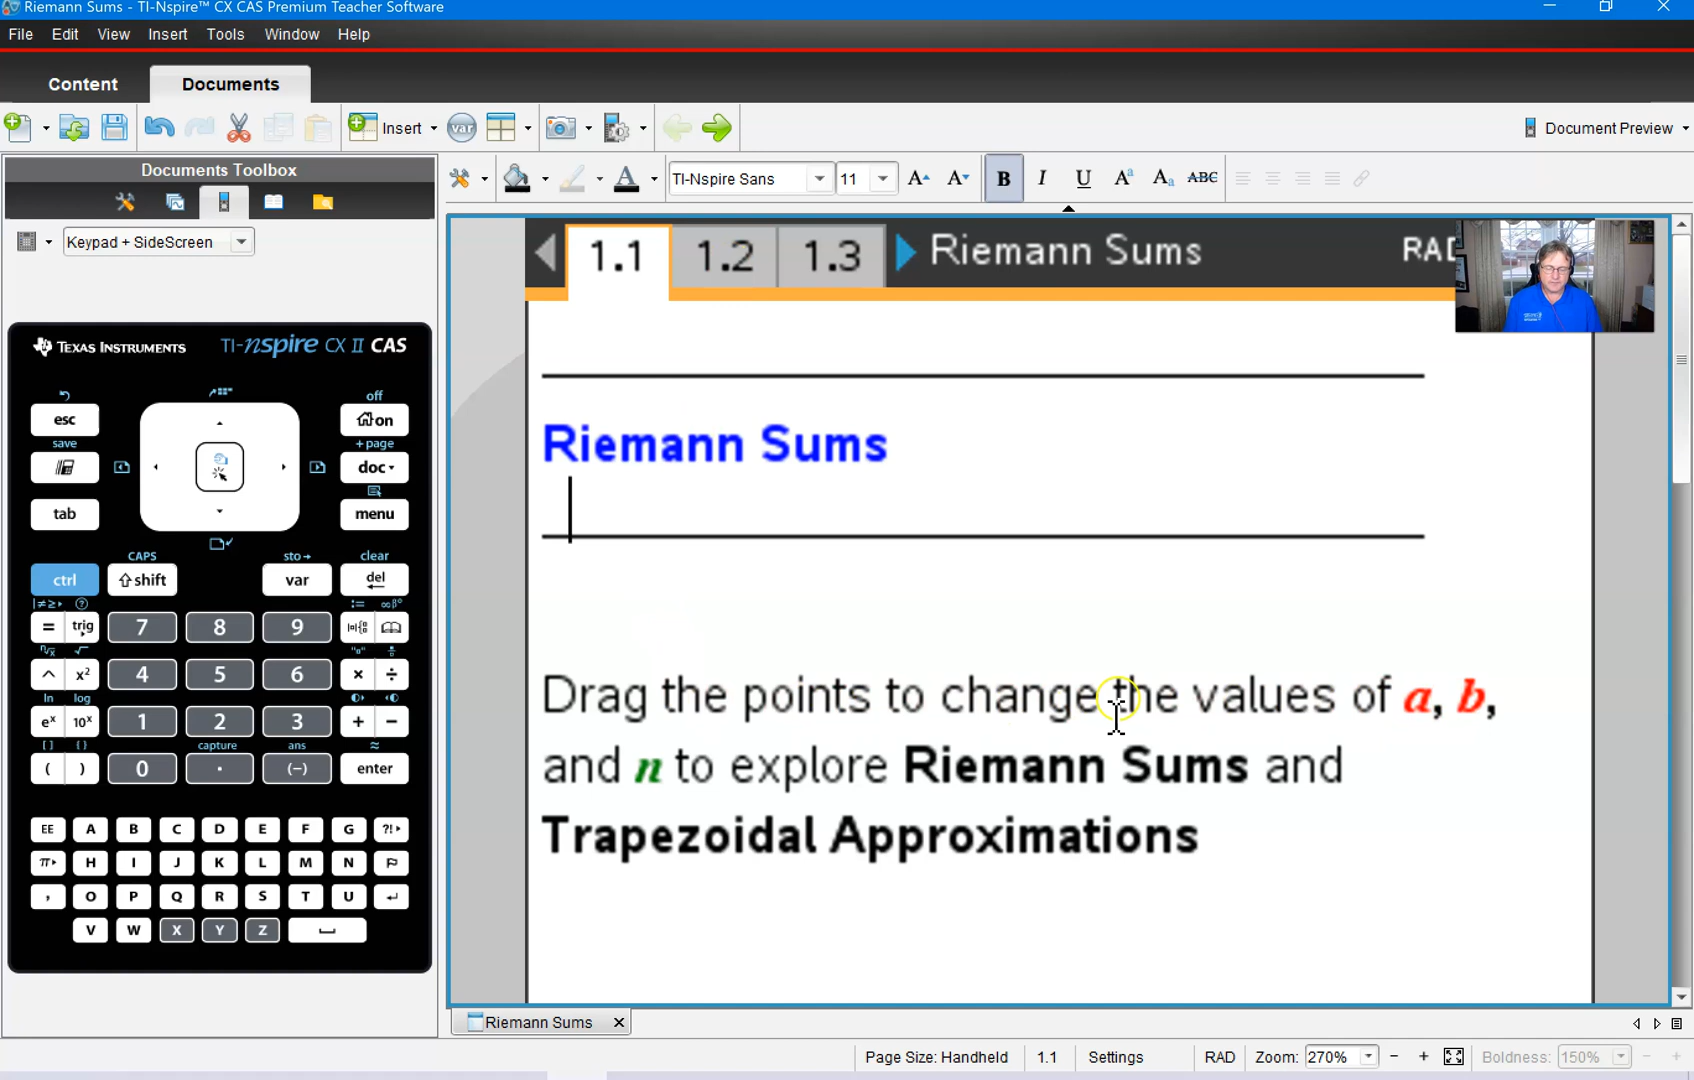 Riemann Sums - TI-Nspire™ CX CAS Premium Teacher Software
File Edit View Insert Tools Window Help
Content Documents
Insert var Document Preview
Documents Toolbox
TI-Nspire Sans 11 B I U ABC
Keypad + SideScreen
1.1 1.2 1.3 Riemann Sums RAD
TEXAS INSTRUMENTS TI-nspire CX II CAS
off
esc on
save + page
doc
tab menu
CAPS sto→ clear
ctrl shift var del
= trig 7 8 9
^ x² 4 5 6 × ÷
ln log
eˣ 10ˣ 1 2 3 + −
[ ] { } capture ans ≈
( ) 0 . (−) enter
EE A B C D E F G ?!▸
π▸ H I J K L M N
, O P Q R S T U
V W X Y Z
Riemann Sums
Drag the points to change the values of a, b,
and n to explore Riemann Sums and
Trapezoidal Approximations
Riemann Sums
Page Size: Handheld 1.1 Settings RAD Zoom: 270% − + Boldness: 150% − +